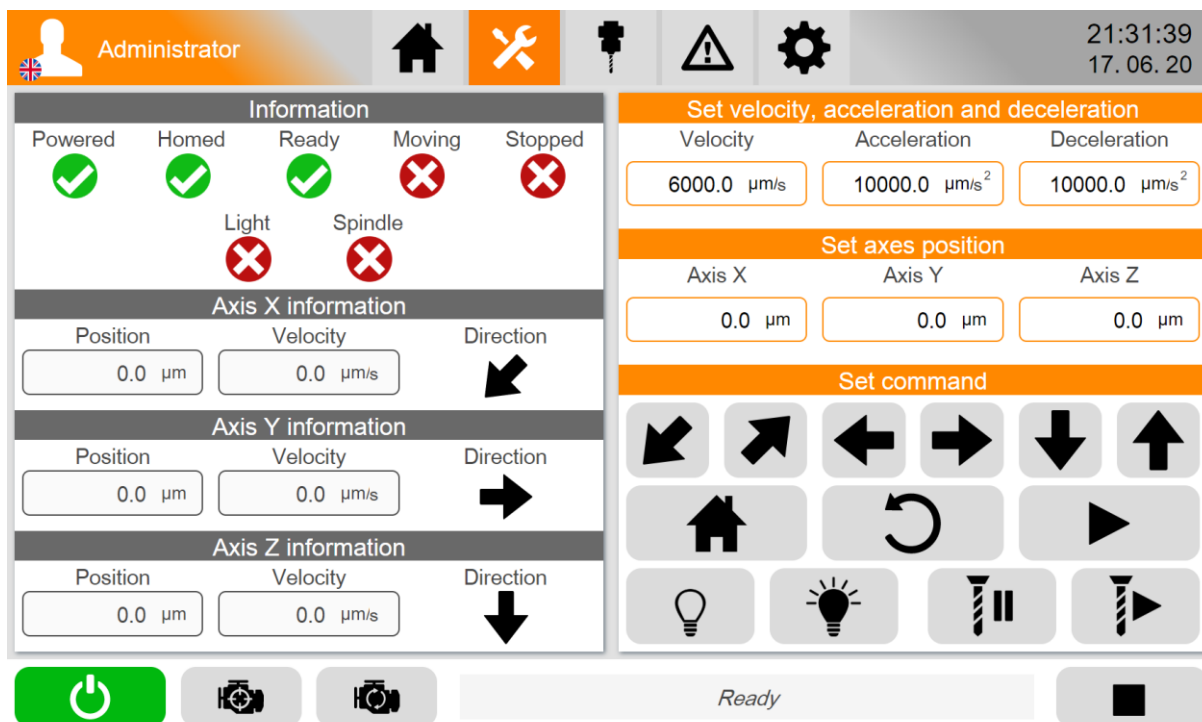 Administrator
21:31:39
17. 06. 20
Information
Powered Homed Ready Moving Stopped
Light Spindle
Axis X information
Position Velocity Direction
0.0 µm 0.0 µm/s
Axis Y information
Position Velocity Direction
0.0 µm 0.0 µm/s
Axis Z information
Position Velocity Direction
0.0 µm 0.0 µm/s
Set velocity, acceleration and deceleration
Velocity Acceleration Deceleration
6000.0 µm/s 10000.0 µm/s² 10000.0 µm/s²
Set axes position
Axis X Axis Y Axis Z
0.0 µm 0.0 µm 0.0 µm
Set command
Ready